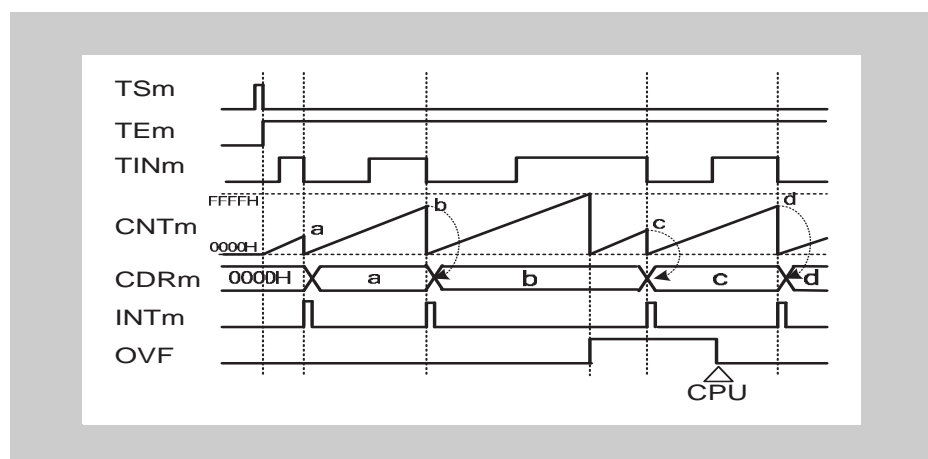 TSm
TEm
TINm
FFFFH
b
d
CNTm
a
c
0000H
CDRm 0000H a b c d
INTm
OVF
CPU